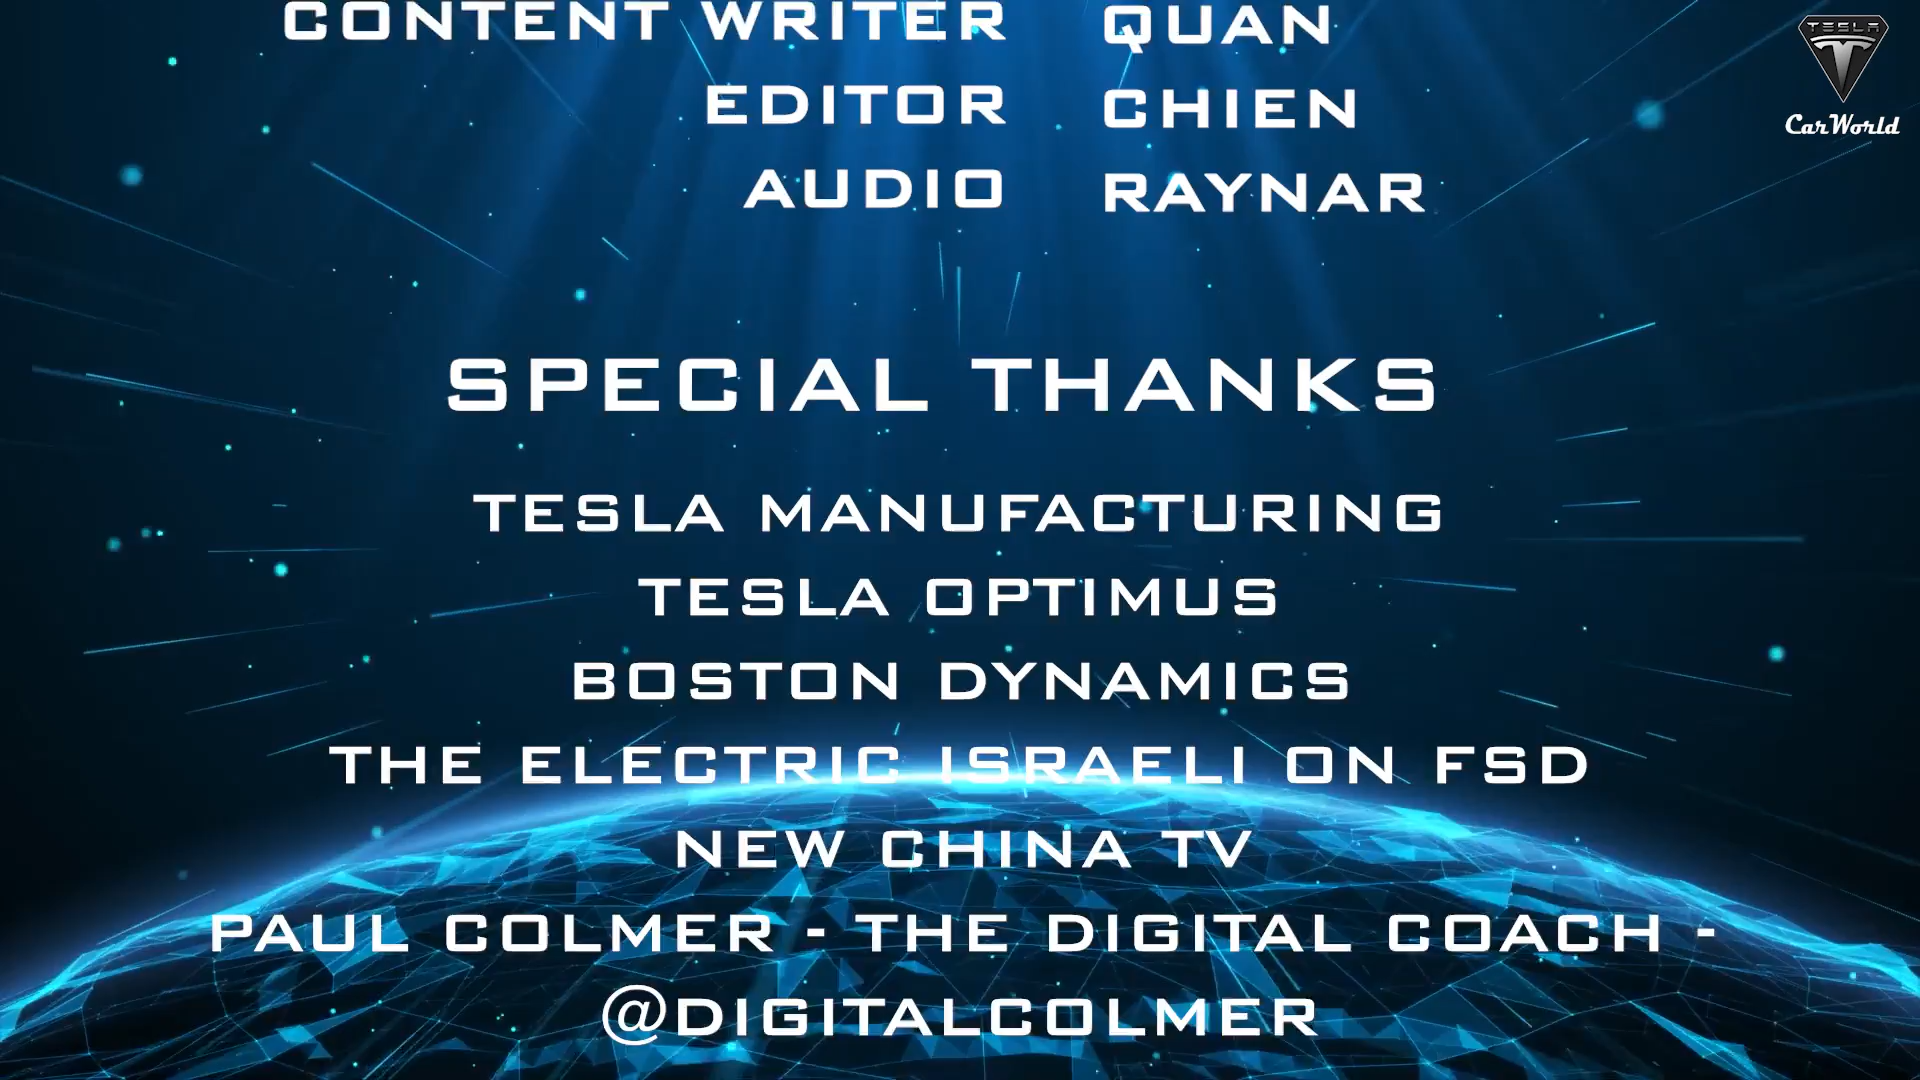 CONTENT WRITER QUAN
EDITOR CHIEN
AUDIO RAYNAR
TESLA
CarWorld
SPECIAL THANKS
TESLA MANUFACTURING
TESLA OPTIMUS
BOSTON DYNAMICS
THE ELECTRIC ISRAELI ON FSD
NEW CHINA TV
PAUL COLMER - THE DIGITAL COACH -
@DIGITALCOLMER